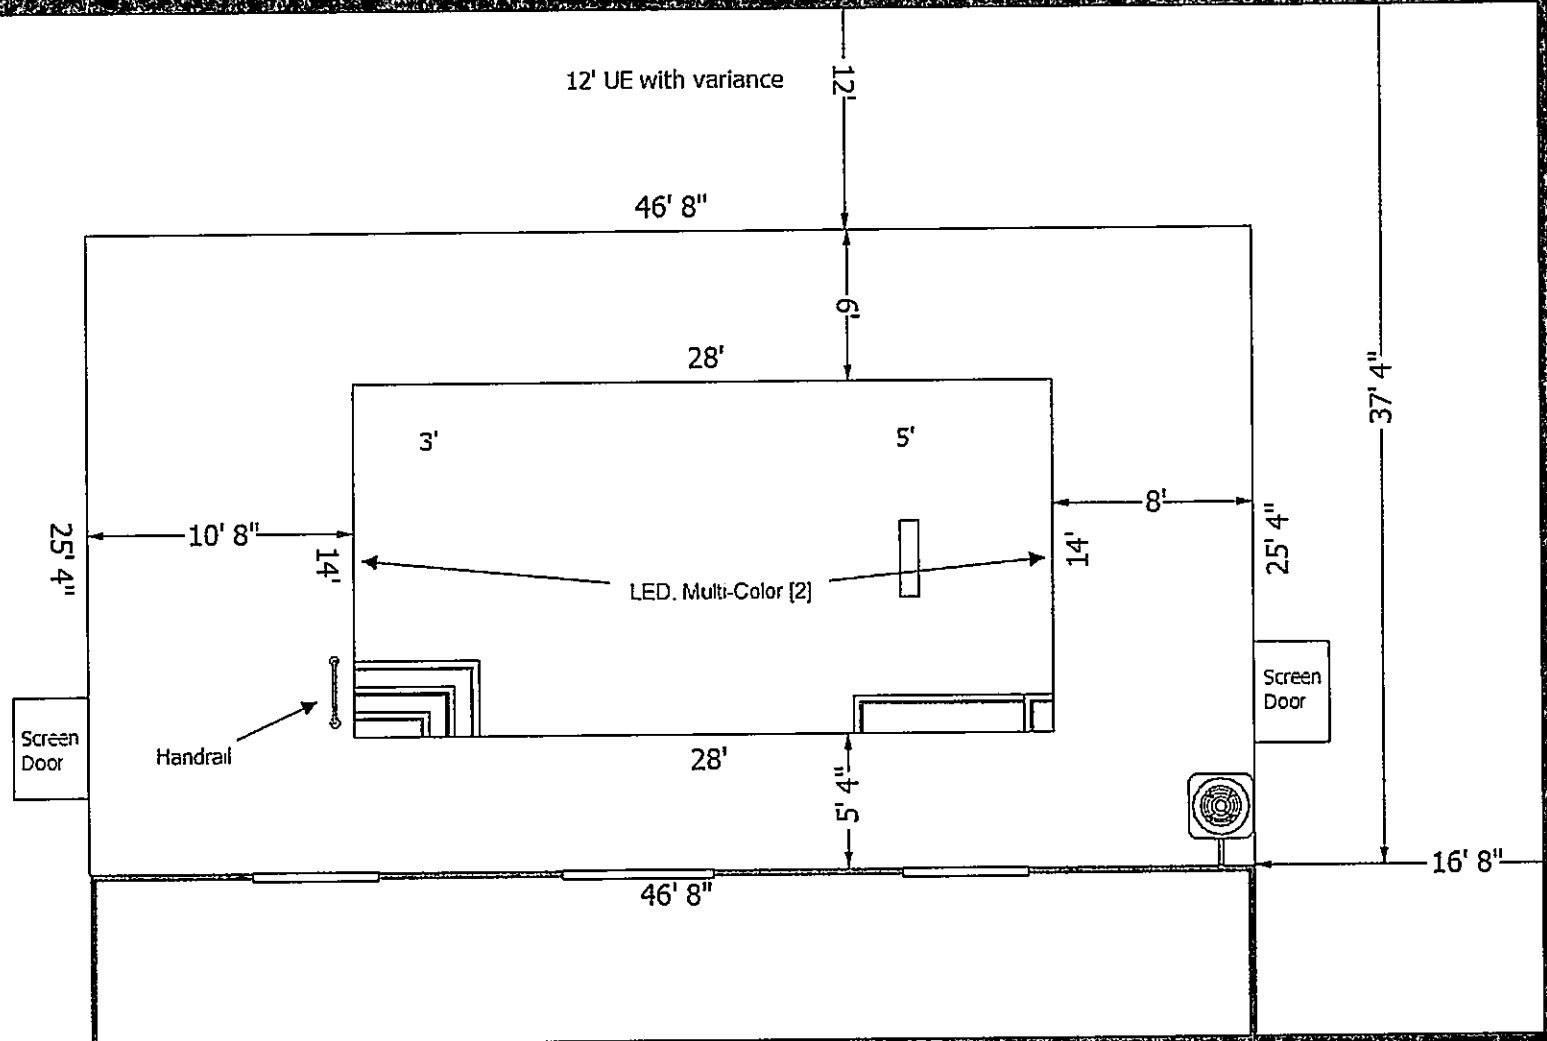 12' UE with variance
12'
46' 8"
6'
28'
37' 4"
3'
5'
8'
10' 8"
25' 4"
14'
14'
25' 4"
LED. Multi-Color [2]
Screen
Door
Screen
Door
Handrail
28'
5' 4"
16' 8"
46' 8"